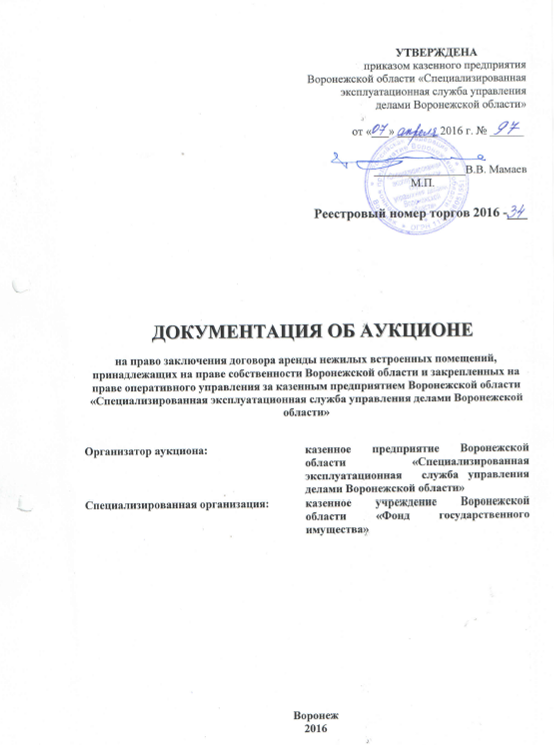 УТВЕРЖДЕНА
приказом казенного предприятия
Воронежской области «Специализированная
эксплуатационная служба управления
делами Воронежской области»
от «07» апреля 2016 г. № 97
В.В. Мамаев
М.П.
Реестровый номер торгов 2016 -34
ДОКУМЕНТАЦИЯ ОБ АУКЦИОНЕ
на право заключения договора аренды нежилых встроенных помещений,
принадлежащих на праве собственности Воронежской области и закрепленных на
праве оперативного управления за казенным предприятием Воронежской области
«Специализированная эксплуатационная служба управления делами Воронежской
области»
Организатор аукциона: казенное предприятие Воронежской
области «Специализированная
эксплуатационная служба управления
делами Воронежской области»
Специализированная организация: казенное учреждение Воронежской
области «Фонд государственного
имущества»
Воронеж
2016